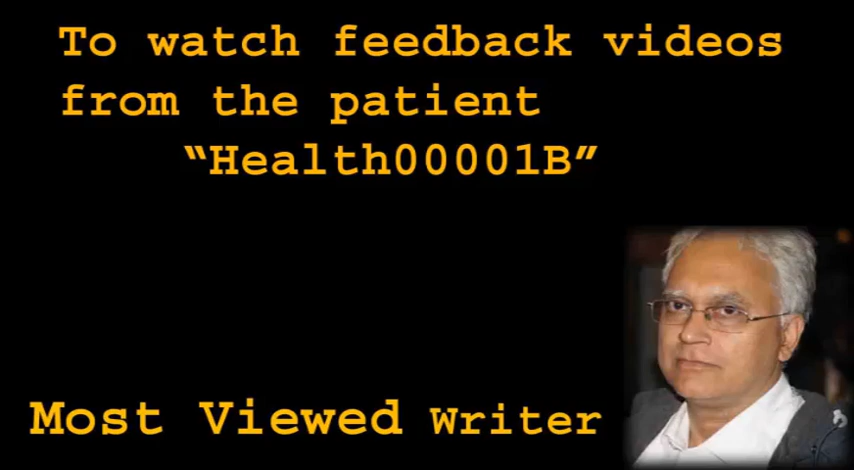 To watch feedback videos
from the patient
“Health00001B”
Most Viewed Writer